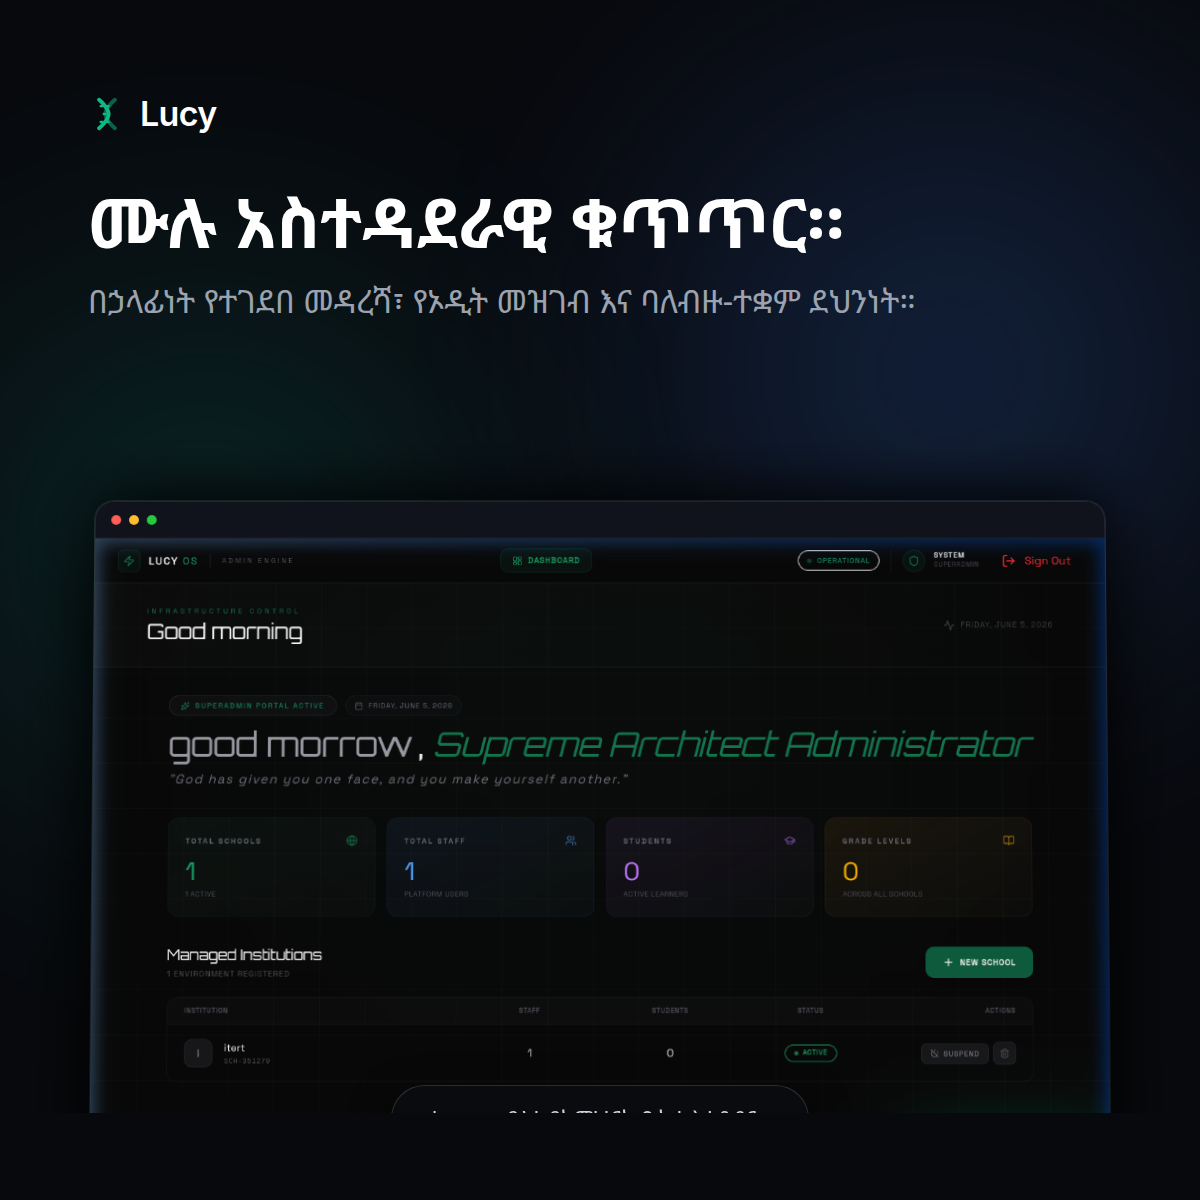 Lucy
ሙሉ አስተዳደራዊ ቁጥጥር።
በኃላፊነት የተገደበ መዳረሻ፣ የኦዲት መዝገብ እና ባለብዙ-ተቋም ደህንነት።
LUCY OS ADMIN ENGINE DASHBOARD OPERATIONAL SYSTEM SUPERADMIN Sign Out
INFRASTRUCTURE CONTROL
Good morning
FRIDAY, JUNE 5, 2026
SUPERADMIN PORTAL ACTIVE FRIDAY, JUNE 5, 2026
good morrow , Supreme Architect Administrator
"God has given you one face, and you make yourself another."
TOTAL SCHOOLS TOTAL STAFF STUDENTS GRADE LEVELS
1 1 0 0
1 ACTIVE PLATFORM USERS ACTIVE LEARNERS ACROSS ALL SCHOOLS
Managed Institutions
1 ENVIRONMENT REGISTERED
NEW SCHOOL
INSTITUTION STAFF STUDENTS STATUS ACTIONS
I itert 1 0 ACTIVE SUSPEND
SCH-351279